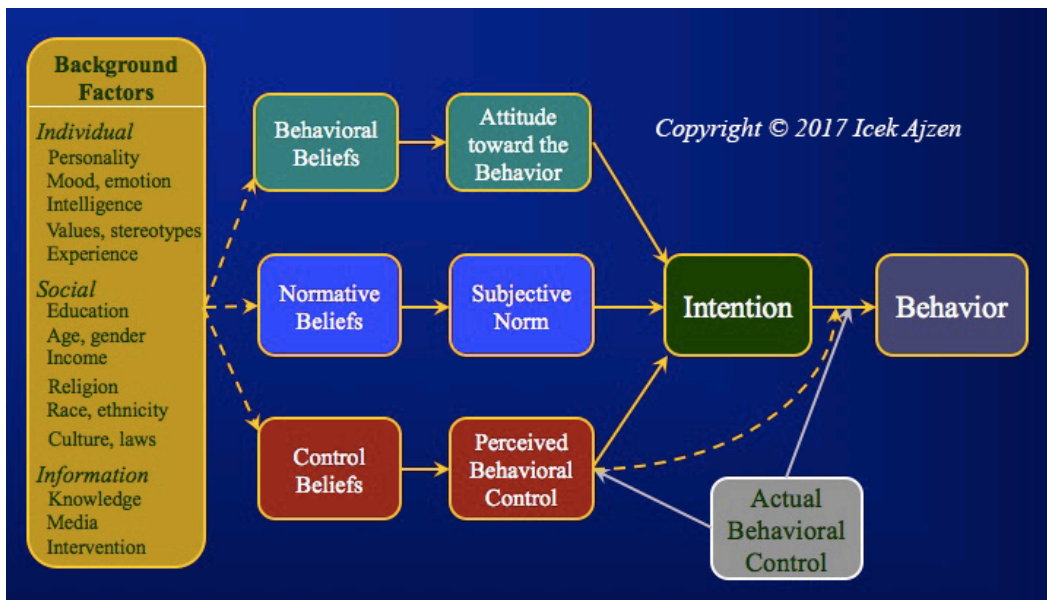 Background
Factors
Individual
Personality
Mood, emotion
Intelligence
Values, stereotypes
Experience
Social
Education
Age, gender
Income
Religion
Race, ethnicity
Culture, laws
Information
Knowledge
Media
Intervention
Behavioral
Beliefs
Attitude
toward the
Behavior
Copyright © 2017 Icek Ajzen
Normative
Beliefs
Subjective
Norm
Intention
Behavior
Control
Beliefs
Perceived
Behavioral
Control
Actual
Behavioral
Control